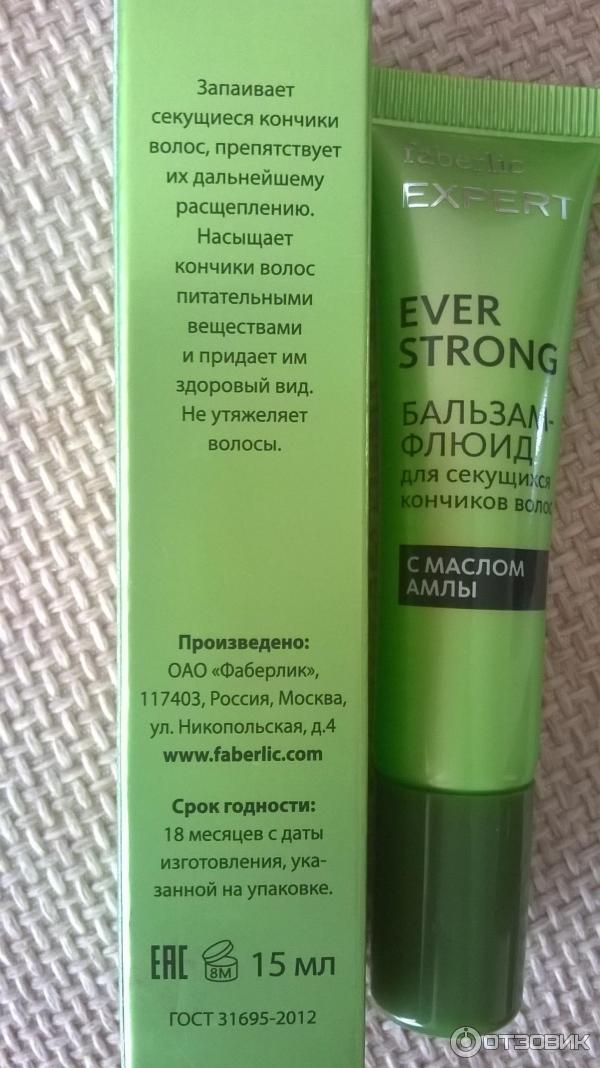 Запаивает
секущиеся кончики
волос, препятствует
их дальнейшему
расщеплению.
Насыщает
кончики волос
питательными
веществами
и придает им
здоровый вид.
Не утяжеляет
волосы.
Произведено:
ОАО «Фаберлик»,
117403, Россия, Москва,
ул. Никопольская, д.4
www.faberlic.com
Срок годности:
18 месяцев с даты
изготовления, ука-
занной на упаковке.
EAC 8M 15 мл
ГОСТ 31695-2012
faberlic
EXPERT
EVER
STRONG
БАЛЬЗАМ-
ФЛЮИД
для секущихся
кончиков волос
С МАСЛОМ
АМЛЫ
ОТЗОВИК